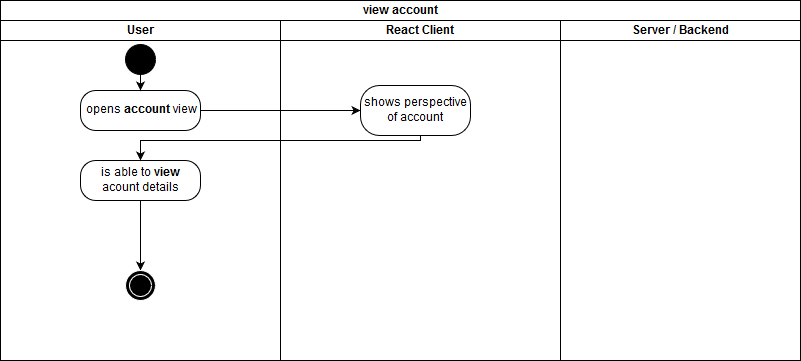 view account
User
React Client
Server / Backend
opens account view
shows perspective
of account
is able to view
acount details